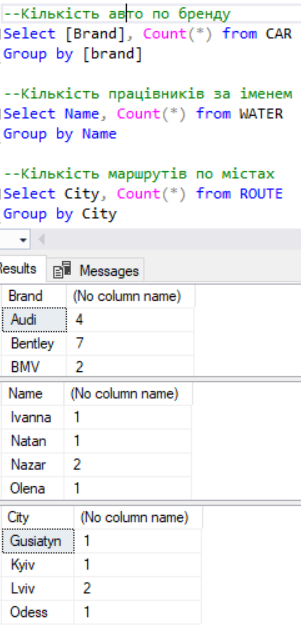 --Кількість авто по бренду
Select [Brand], Count(*) from CAR
Group by [brand]
--Кількість працівників за іменем
Select Name, Count(*) from WATER
Group by Name
--Кількість маршрутів по містах
Select City, Count(*) from ROUTE
Group by City
Results Messages
Brand (No column name)
Audi 4
Bentley 7
BMV 2
Name (No column name)
Ivanna 1
Natan 1
Nazar 2
Olena 1
City (No column name)
Gusiatyn 1
Kyiv 1
Lviv 2
Odess 1